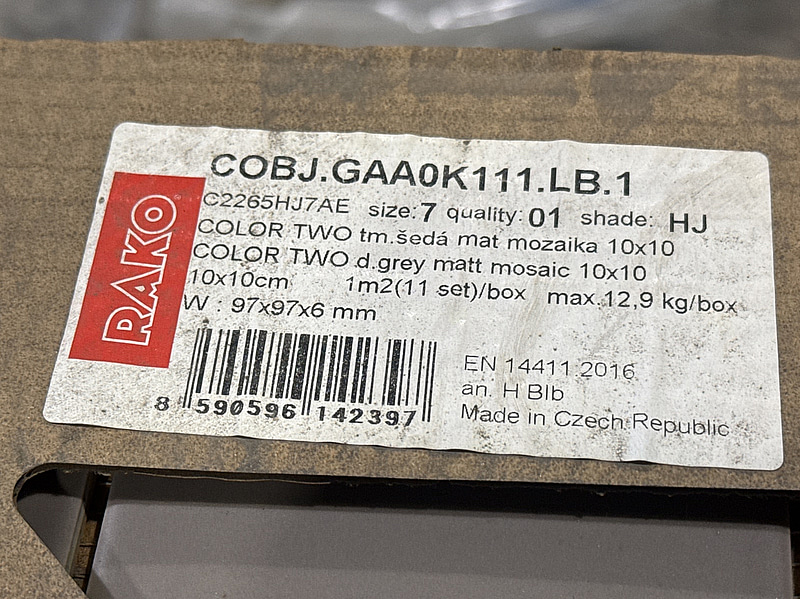 COBJ.GAA0K111.LB.1
C2265HJ7AE size:7 quality:01 shade: HJ
COLOR TWO tm.šedá mat mozaika 10x10
COLOR TWO d.grey matt mosaic 10x10
10x10cm 1m2(11 set)/box max.12,9 kg/box
W : 97x97x6 mm
RAKO
EN 14411:2016
an. H BIb
Made in Czech Republic
8 590596 142397